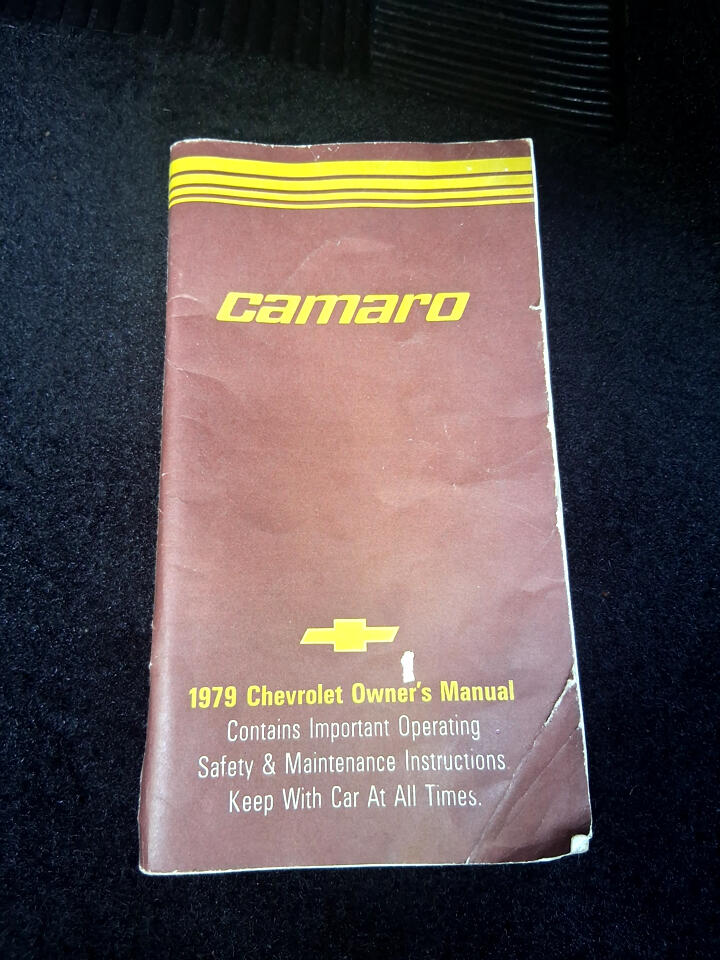 camaro
1979 Chevrolet Owner's Manual
Contains Important Operating
Safety & Maintenance Instructions.
Keep With Car At All Times.